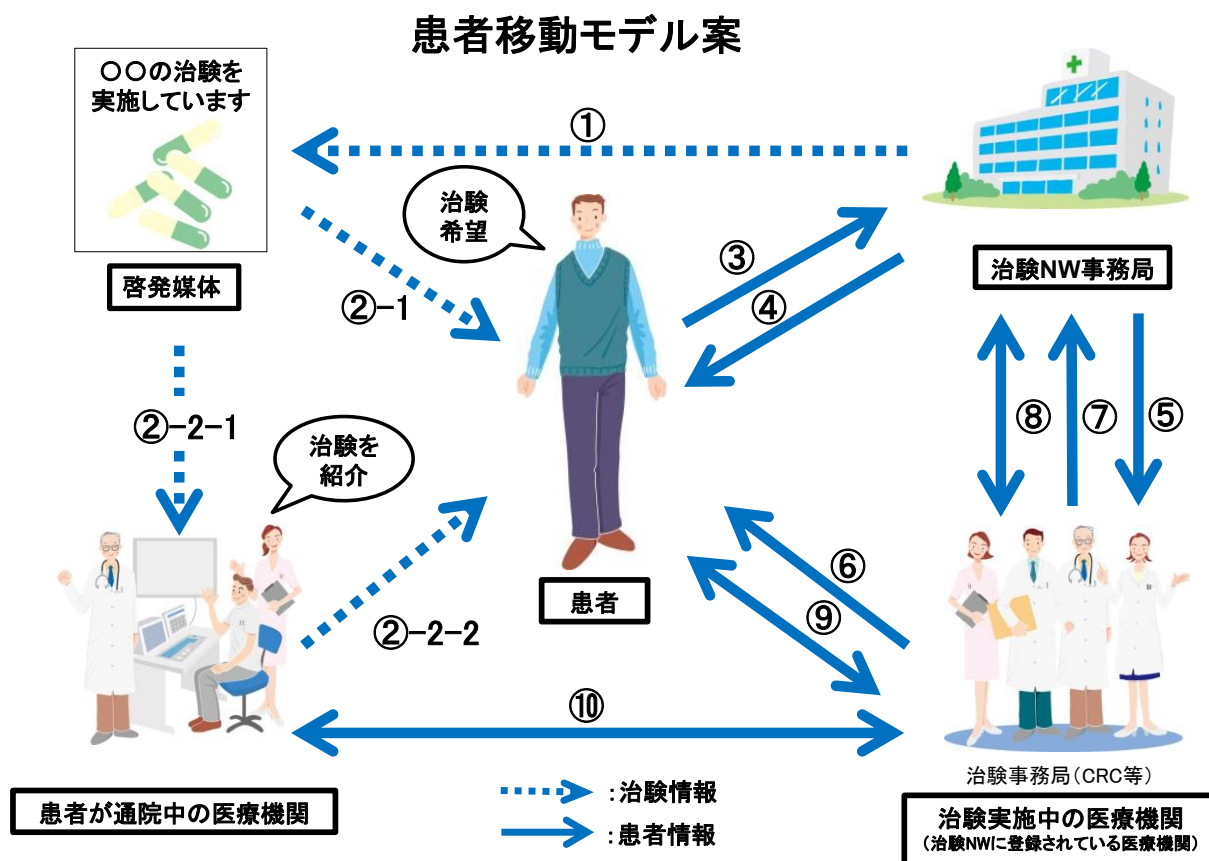 患者移動モデル案
〇〇の治験を
実施しています
啓発媒体
①
治験
希望
治験NW事務局
②-1
③
④
②-2-1
治験を
紹介
⑧
⑦
⑤
患者
⑥
⑨
②-2-2
⑩
患者が通院中の医療機関
:治験情報
:患者情報
治験事務局(CRC等)
治験実施中の医療機関
(治験NWに登録されている医療機関)